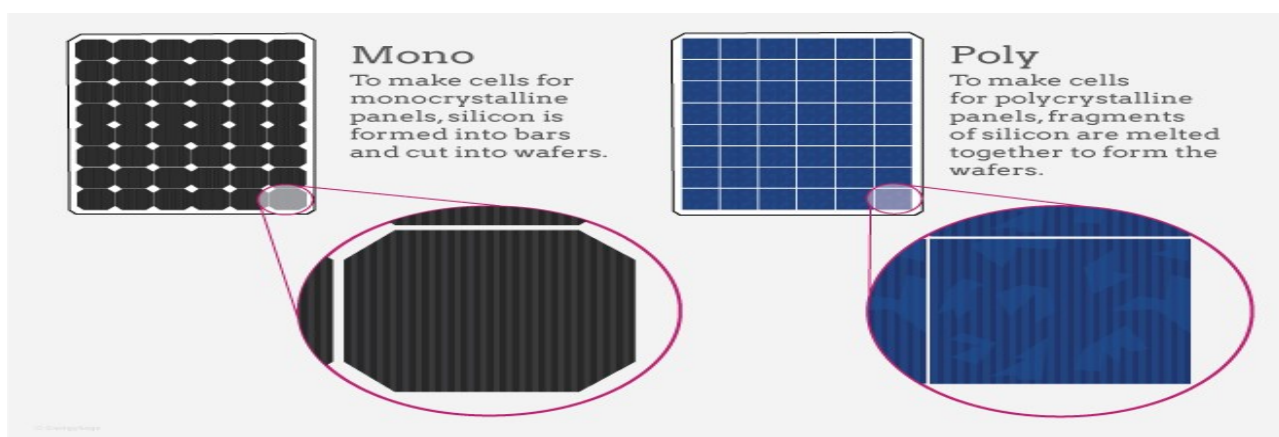 Mono
To make cells for
monocrystalline
panels, silicon is
formed into bars
and cut into wafers.
Poly
To make cells
for polycrystalline
panels, fragments
of silicon are melted
together to form the
wafers.